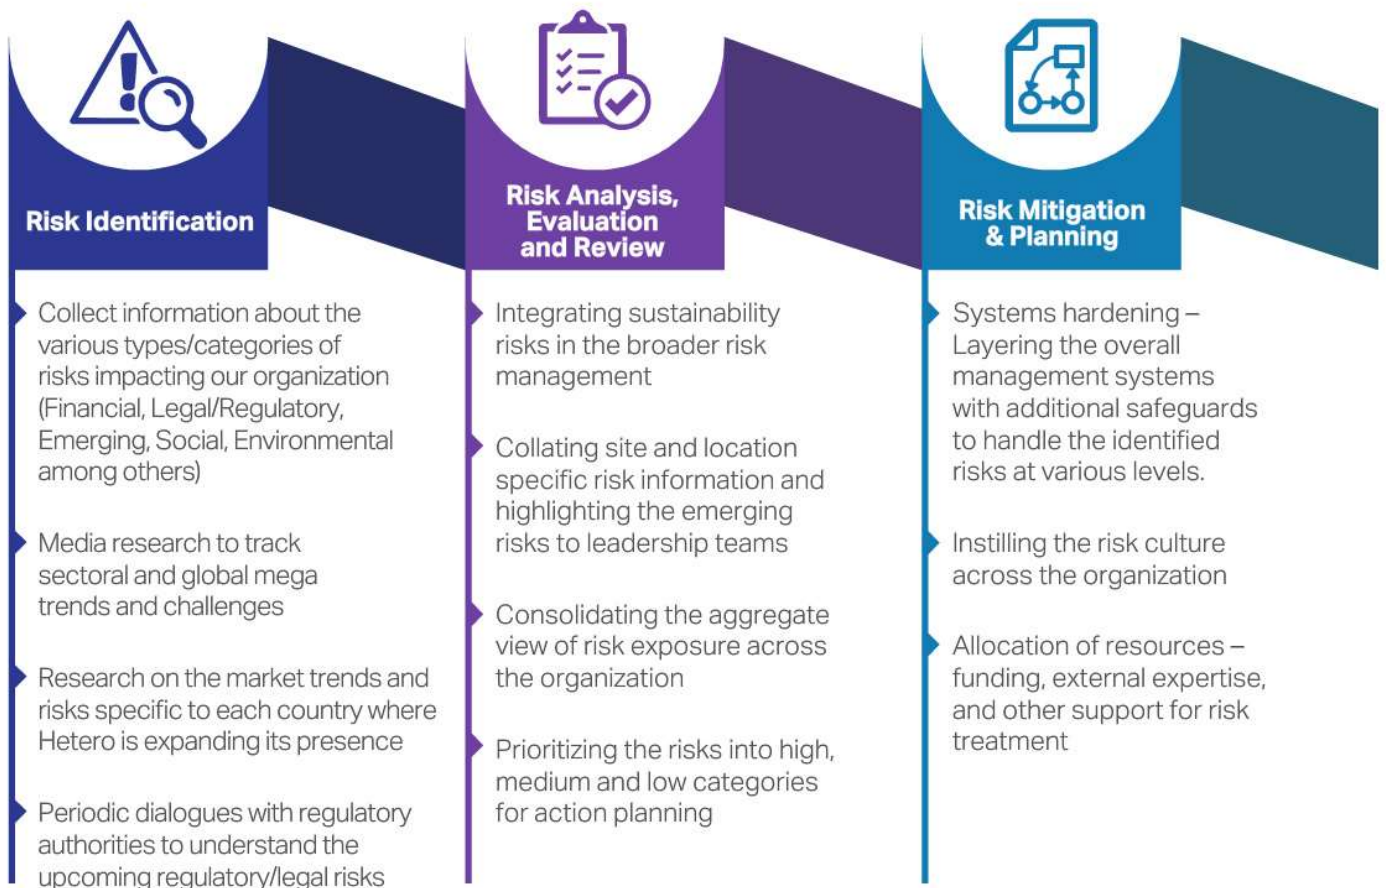 Risk Identification
Collect information about the
various types/categories of
risks impacting our organization
(Financial, Legal/Regulatory,
Emerging, Social, Environmental
among others)
Media research to track
sectoral and global mega
trends and challenges
Research on the market trends and
risks specific to each country where
Hetero is expanding its presence
Periodic dialogues with regulatory
authorities to understand the
upcoming regulatory/legal risks
Risk Analysis,
Evaluation
and Review
Integrating sustainability
risks in the broader risk
management
Collating site and location
specific risk information and
highlighting the emerging
risks to leadership teams
Consolidating the aggregate
view of risk exposure across
the organization
Prioritizing the risks into high,
medium and low categories
for action planning
Risk Mitigation
& Planning
Systems hardening –
Layering the overall
management systems
with additional safeguards
to handle the identified
risks at various levels.
Instilling the risk culture
across the organization
Allocation of resources –
funding, external expertise,
and other support for risk
treatment